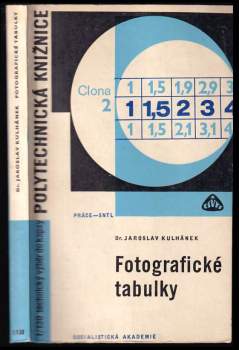 Dr. JAROSLAV KULHÁNEK FOTOGRAFICKÉ TABULKY
POLYTECHNICKÁ KNIŽNICE
Clona
2
1 1,5 1,9 2,9 3
1 1,5 2 3 4
1 1,5 2,1 3,1 4
PRÁCE—SNTL
Dr. JAROSLAV KULHÁNEK
Fotografické
tabulky
SOCIALISTICKÁ AKADEMIE